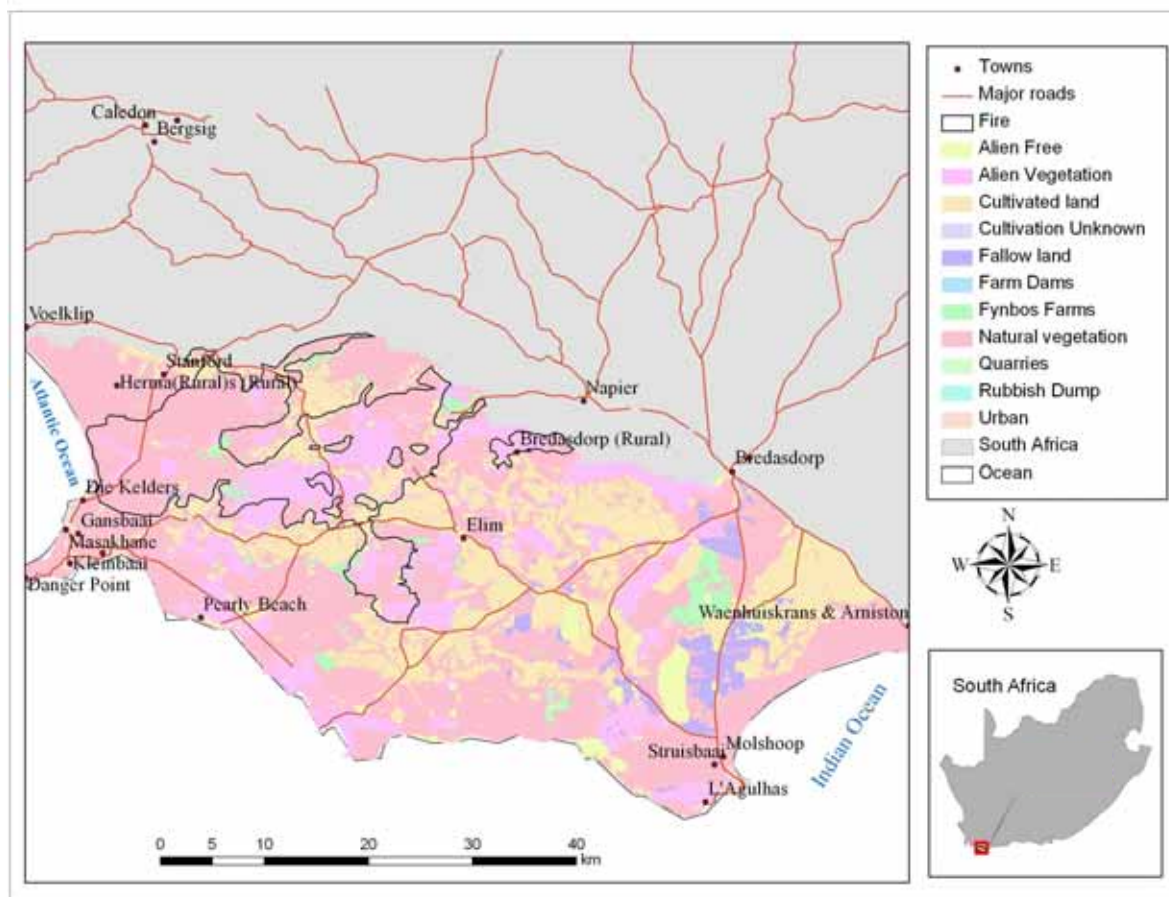 Caledon
Bergsig
Voelklip
Stanford
Herma(Rural)s (Rural)
Napier
Atlantic Ocean
Bredasdorp (Rural)
Bredasdorp
Die Kelders
Gansbaai
Elim
Masakhane
Kleinbaai
Danger Point
Pearly Beach
Waenhuiskrans & Arniston
Indian Ocean
Molshoop
Struisbaai
L'Agulhas
0 5 10 20 30 40
km
Towns
Major roads
Fire
Alien Free
Alien Vegetation
Cultivated land
Cultivation Unknown
Fallow land
Farm Dams
Fynbos Farms
Natural vegetation
Quarries
Rubbish Dump
Urban
South Africa
Ocean
N
W E
S
South Africa